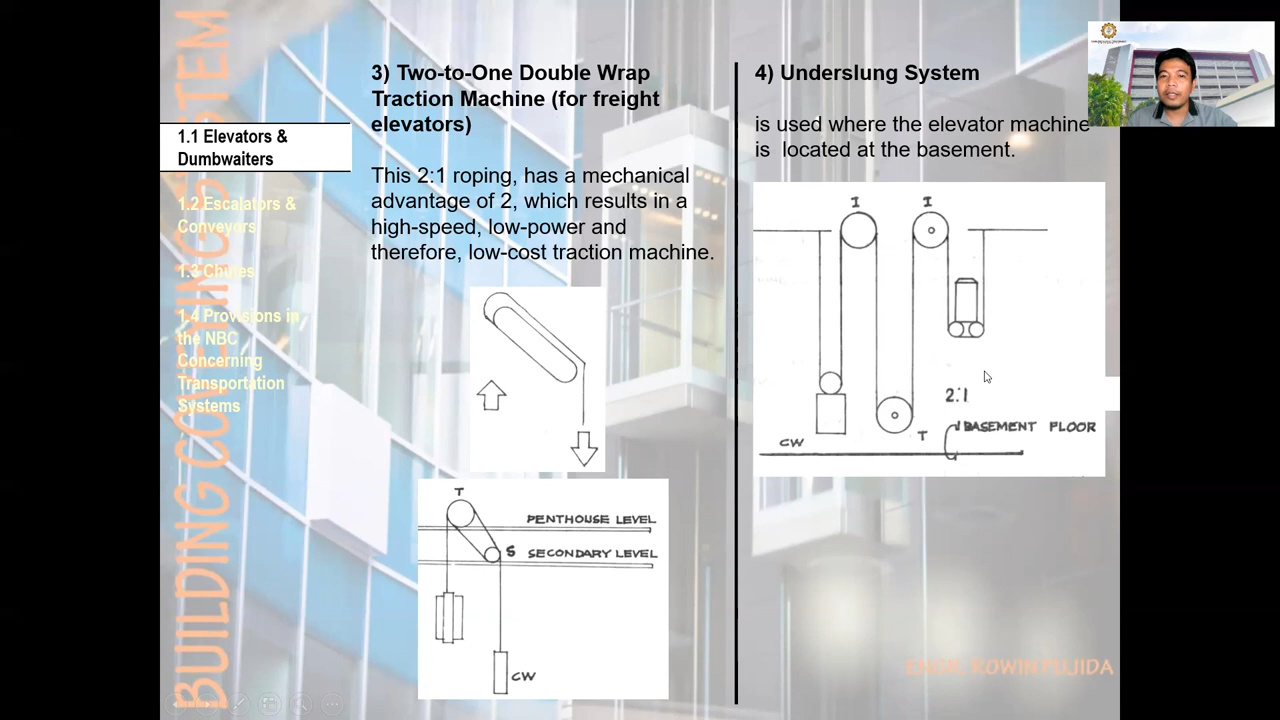 BUILDING CONVEYING SYSTEM
1.1 Elevators &
Dumbwaiters
1.2 Escalators &
Conveyors
1.3 Chutes
1.4 Provisions in
the NBC
Concerning
Transportation
Systems
3) Two-to-One Double Wrap
Traction Machine (for freight
elevators)
This 2:1 roping, has a mechanical
advantage of 2, which results in a
high-speed, low-power and
therefore, low-cost traction machine.
T
PENTHOUSE LEVEL
S SECONDARY LEVEL
CW
4) Underslung System
is used where the elevator machine
is located at the basement.
I I
2:1
BASEMENT FLOOR
T
CW
ENGR. ROWIN FUJIDA